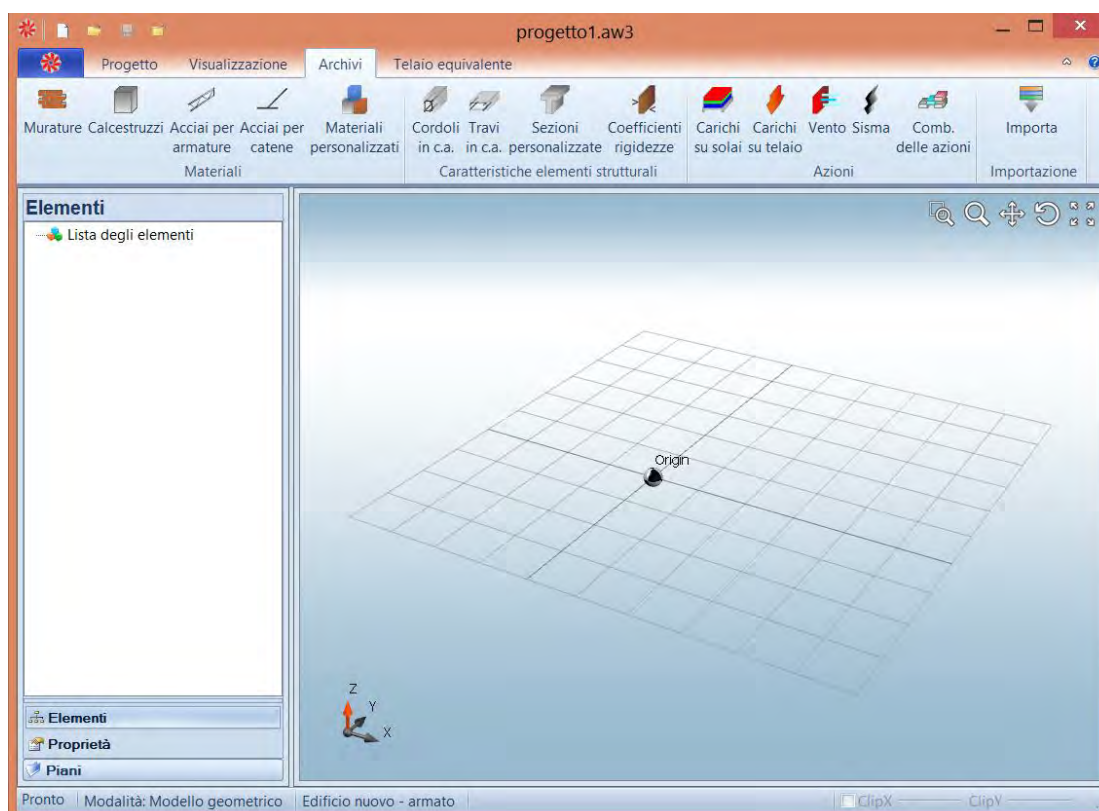 progetto1.aw3
Progetto Visualizzazione Archivi Telaio equivalente
Murature Calcestruzzi Acciai per armature Acciai per catene Materiali personalizzati
Materiali
Cordoli in c.a. Travi in c.a. Sezioni personalizzate Coefficienti rigidezze
Caratteristiche elementi strutturali
Carichi su solai Carichi su telaio Vento Sisma Comb. delle azioni
Azioni
Importa
Importazione
Elementi
Lista degli elementi
Origin
Z
Y
X
Elementi
Proprietà
Piani
Pronto Modalità: Modello geometrico Edificio nuovo - armato ClipX ClipY